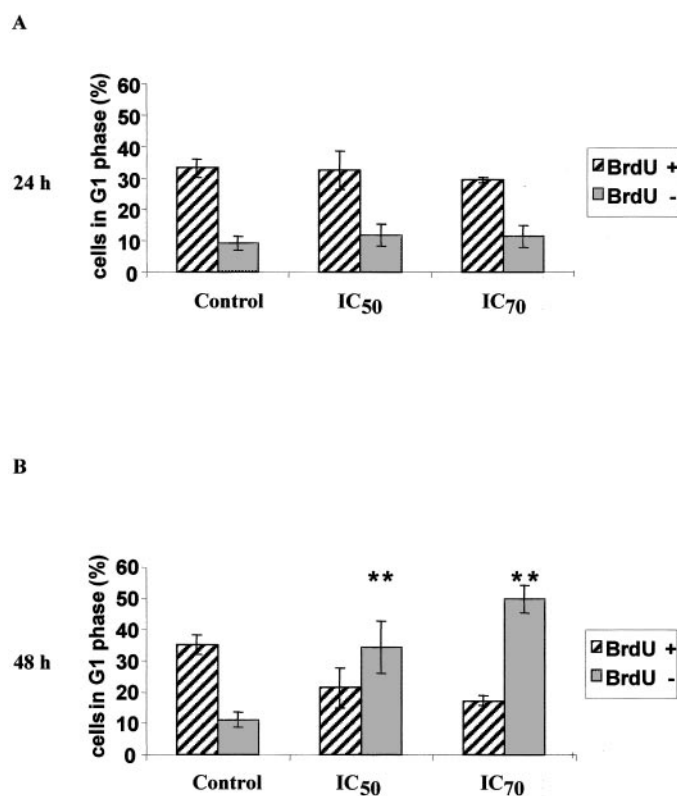 A
24 h
cells in G1 phase (%)
60
50
40
30
20
10
0
Control IC50 IC70
BrdU +
BrdU -
B
48 h
cells in G1 phase (%)
60
50
40
30
20
10
0
** **
Control IC50 IC70
BrdU +
BrdU -